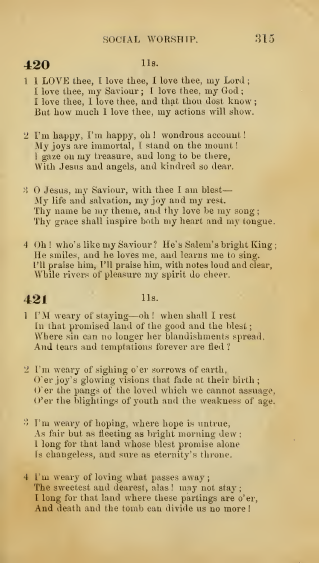 SOCIAL WORSHIP. 315
420 11s.
1 I LOVE thee, I love thee, I love thee, my Lord;
I love thee, my Saviour; I love thee, my God;
I love thee, I love thee, and that thou dost know;
But how much I love thee, my actions will show.
2 I'm happy, I'm happy, oh! wondrous account!
My joys are immortal, I stand on the mount!
I gaze on my treasure, and long to be there,
With Jesus and angels, and kindred so dear.
3 O Jesus, my Saviour, with thee I am blest—
My life and salvation, my joy and my rest.
Thy name be my theme, and thy love be my song;
Thy grace shall inspire both my heart and my tongue.
4 Oh! who's like my Saviour? He's Salem's bright King;
He smiles, and he loves me, and learns me to sing.
I'll praise him, I'll praise him, with notes loud and clear,
While rivers of pleasure my spirit do cheer.
421 11s.
1 I'M weary of staying—oh! when shall I rest
In that promised land of the good and the blest;
Where sin can no longer her blandishments spread,
And tears and temptations forever are fled?
2 I'm weary of sighing o'er sorrows of earth,
O'er joy's glowing visions that fade at their birth;
O'er the pangs of the loved which we cannot assuage,
O'er the blightings of youth and the weakness of age.
3 I'm weary of hoping, where hope is untrue,
As fair but as fleeting as bright morning dew;
I long for that land whose blest promise alone
Is changeless, and sure as eternity's throne.
4 I'm weary of loving what passes away;
The sweetest and dearest, alas! may not stay;
I long for that land where these partings are o'er,
And death and the tomb can divide us no more!